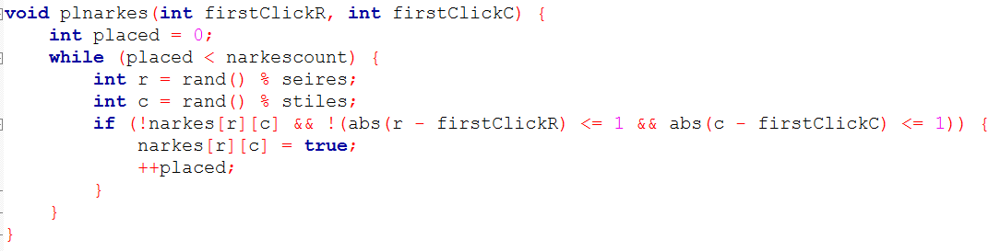 void plnarkes(int firstClickR, int firstClickC) {
    int placed = 0;
    while (placed < narkescount) {
        int r = rand() % seires;
        int c = rand() % stiles;
        if (!narkes[r][c] && !(abs(r - firstClickR) <= 1 && abs(c - firstClickC) <= 1)) {
            narkes[r][c] = true;
            ++placed;
        }
    }
}